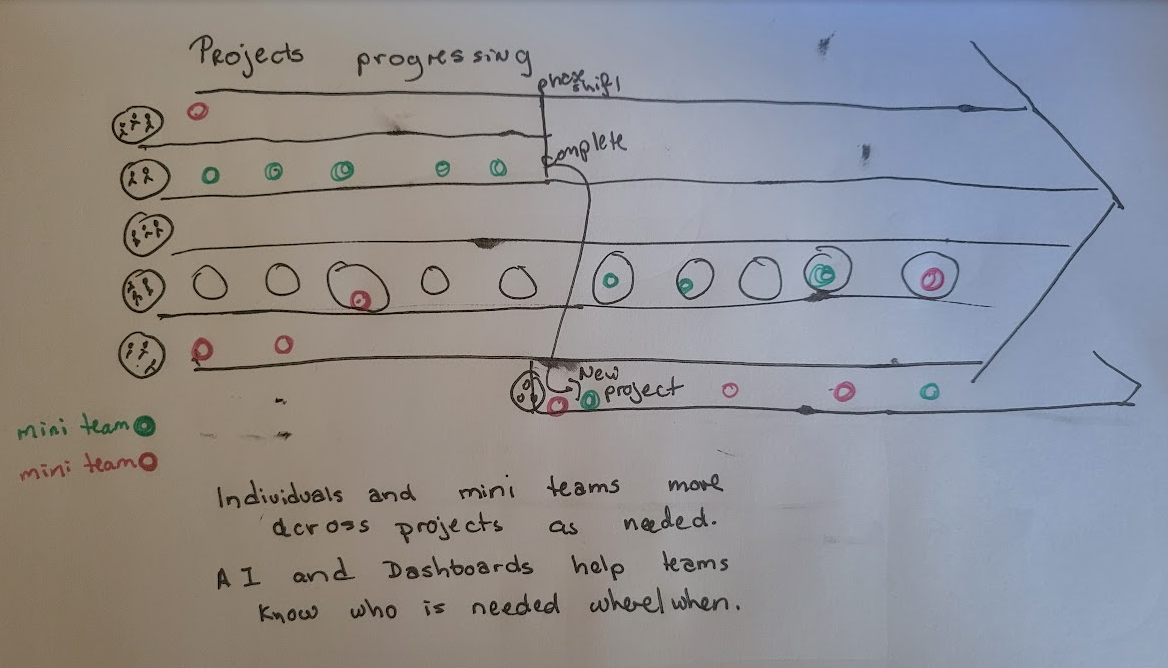 Projects progressing
phase shift
complete
New
project
mini team
mini team
Individuals and mini teams move
across projects as needed.
AI and Dashboards help teams
know who is needed where/when.